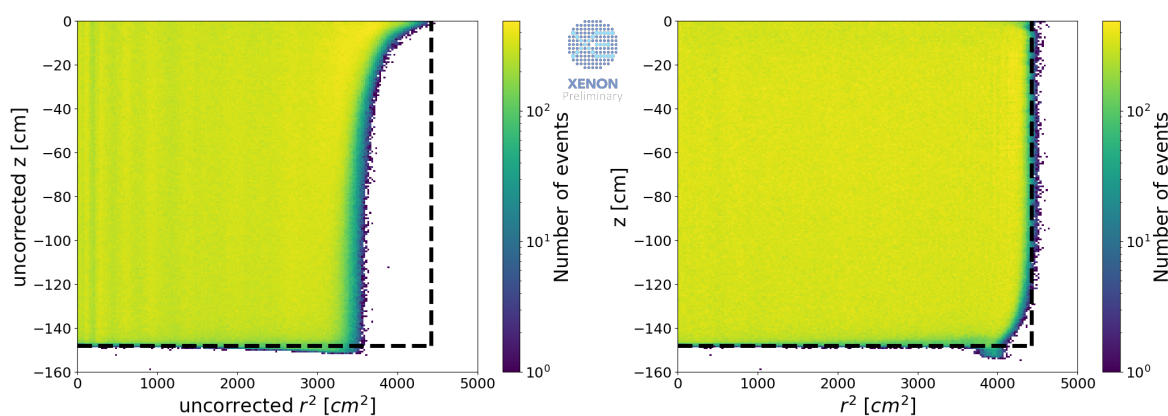 0
−20
−40
−60
−80
−100
−120
−140
−160
uncorrected z [cm]
0 1000 2000 3000 4000 5000
uncorrected r² [cm²]
10²
10¹
10⁰
Number of events
XENON
Preliminary
0
−20
−40
−60
−80
−100
−120
−140
−160
z [cm]
0 1000 2000 3000 4000 5000
r² [cm²]
10²
10¹
10⁰
Number of events